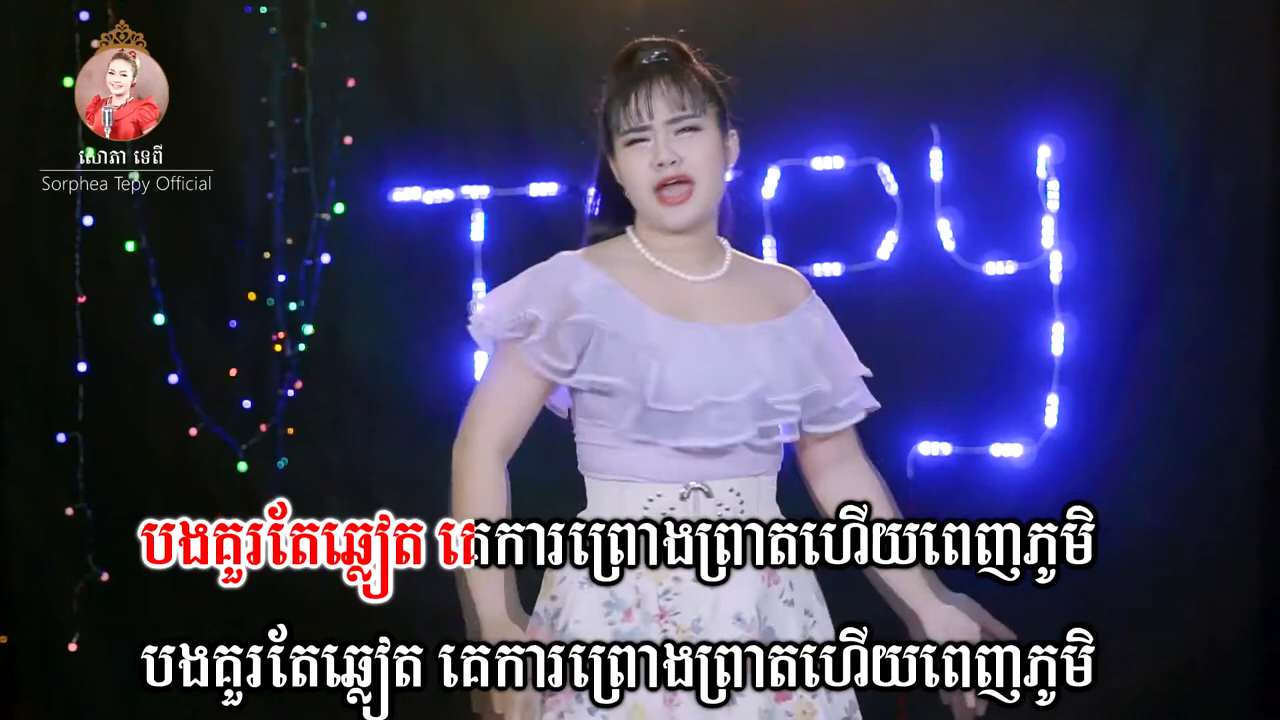 សោភា ទេពី
Sorphea Tepy Official
TEPY
បងគួរតែឆ្លៀត គេការព្រោងព្រាតហើយពេញភូមិ
បងគួរតែឆ្លៀត គេការព្រោងព្រាតហើយពេញភូមិ